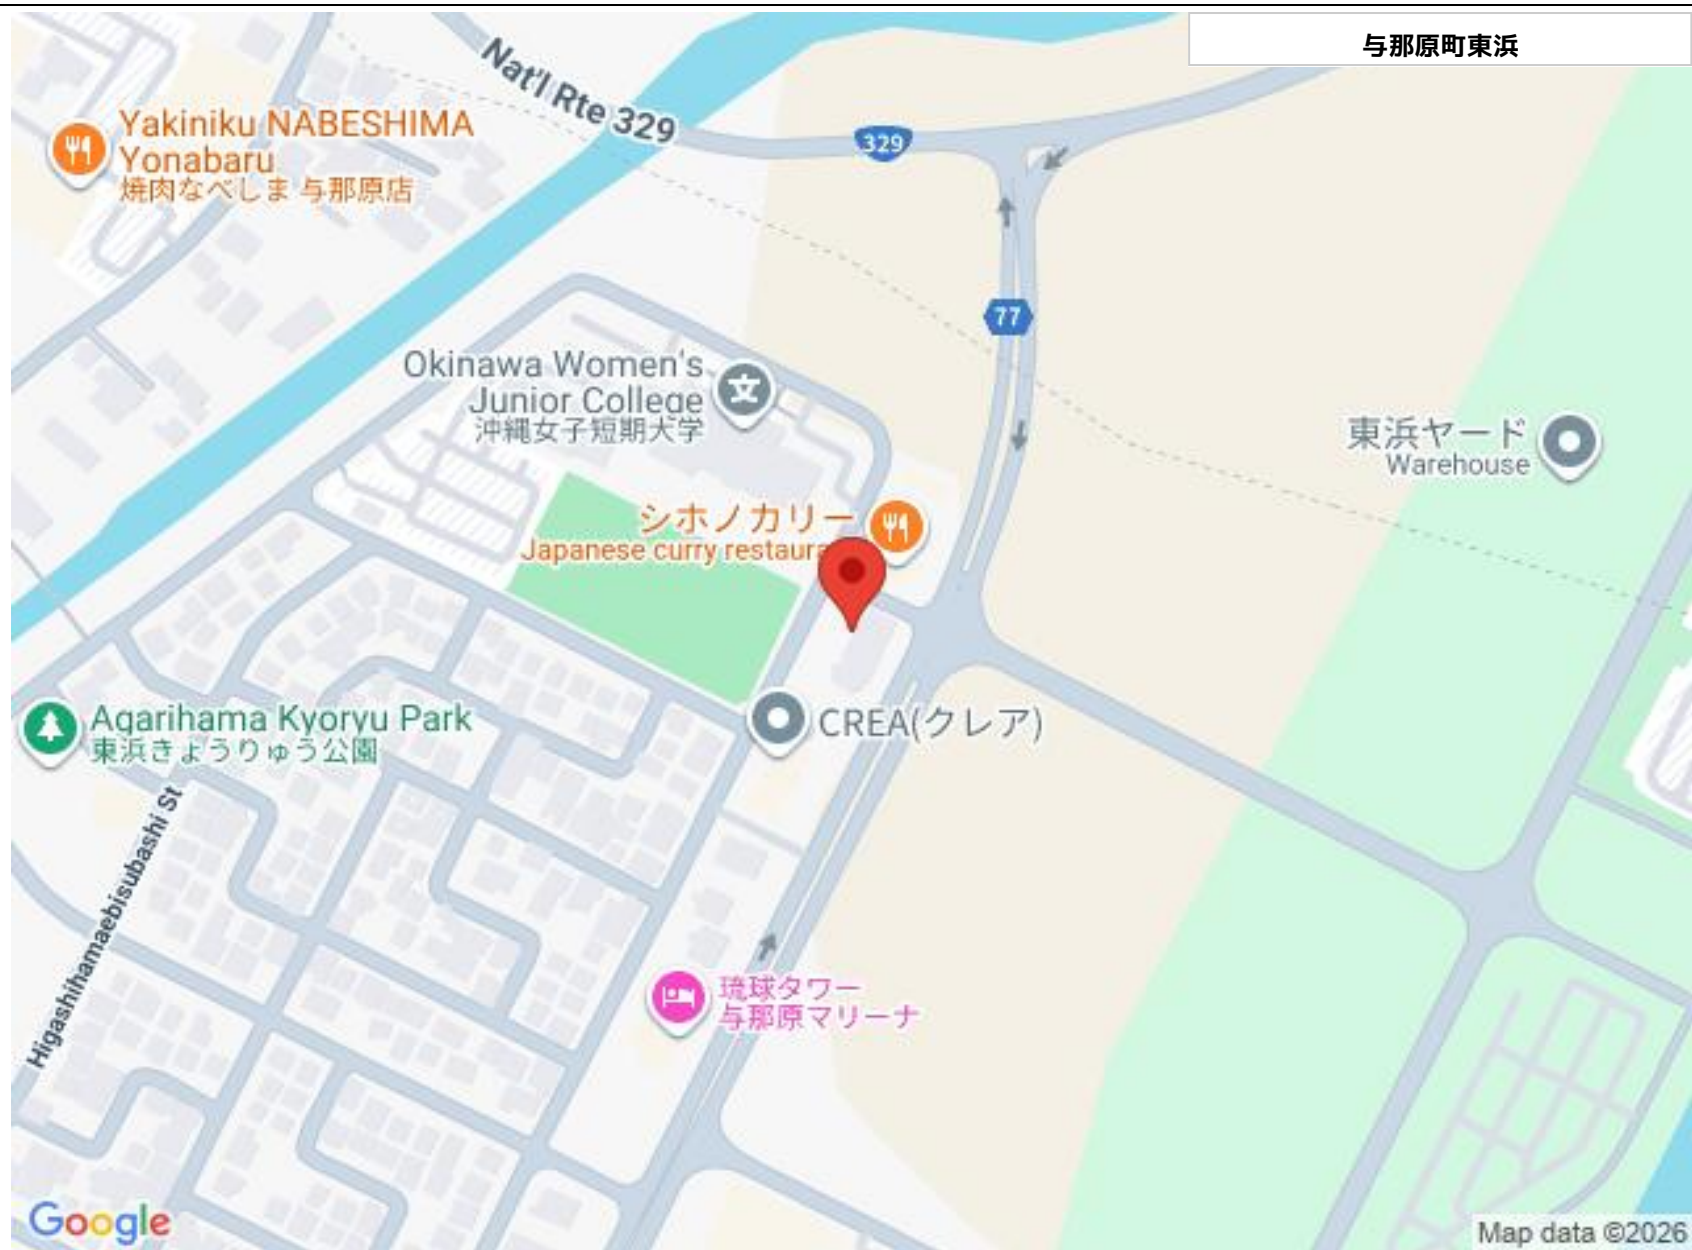 与那原町東浜
Nat'l Rte 329
Yakiniku NABESHIMA
Yonabaru
焼肉なべしま 与那原店
329
77
Okinawa Women's
Junior College
沖縄女子短期大学
東浜ヤード
Warehouse
シホノカリー
Japanese curry restaura
Agarihama Kyoryu Park
東浜きょうりゅう公園
CREA(クレア)
Higashihamaebisubashi St
琉球タワー
与那原マリーナ
Google
Map data ©2026